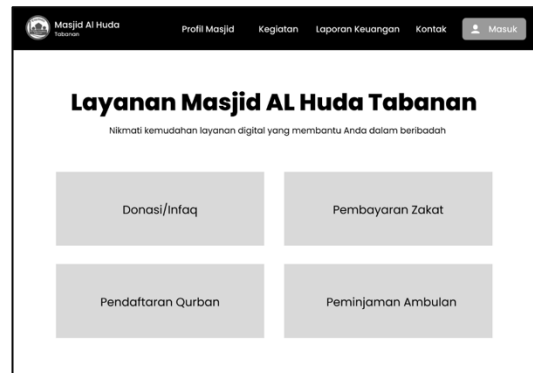 Masjid Al Huda
Tabanan
Profil Masjid
Kegiatan
Laporan Keuangan
Kontak
Masuk
Layanan Masjid AL Huda Tabanan
Nikmati kemudahan layanan digital yang membantu Anda dalam beribadah
Donasi/Infaq
Pembayaran Zakat
Pendaftaran Qurban
Peminjaman Ambulan